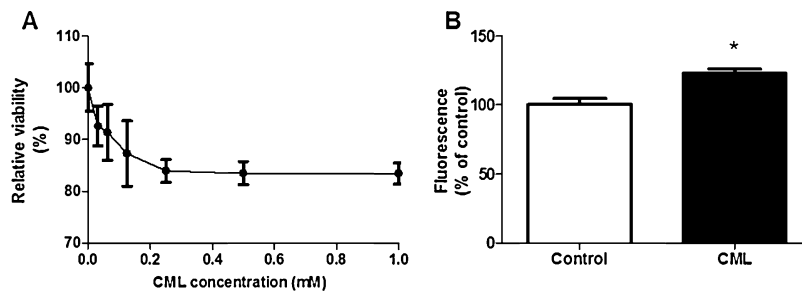 A
110
100
90
80
70
Relative viability
(%)
0.0 0.2 0.4 0.6 0.8 1.0
CML concentration (mM)
B
150
100
50
0
Fluorescence
(% of control)
*
Control CML